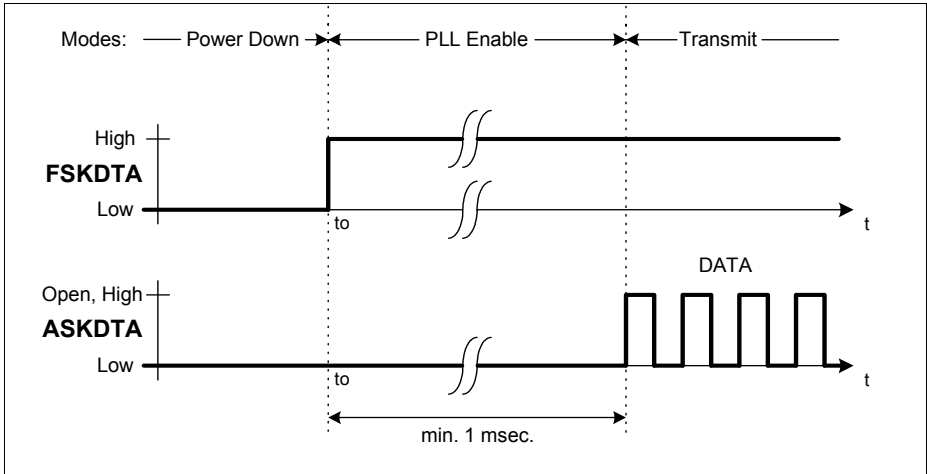 Modes: Power Down PLL Enable Transmit
High
FSKDTA
Low
to
t
DATA
Open, High
ASKDTA
Low
to
t
min. 1 msec.